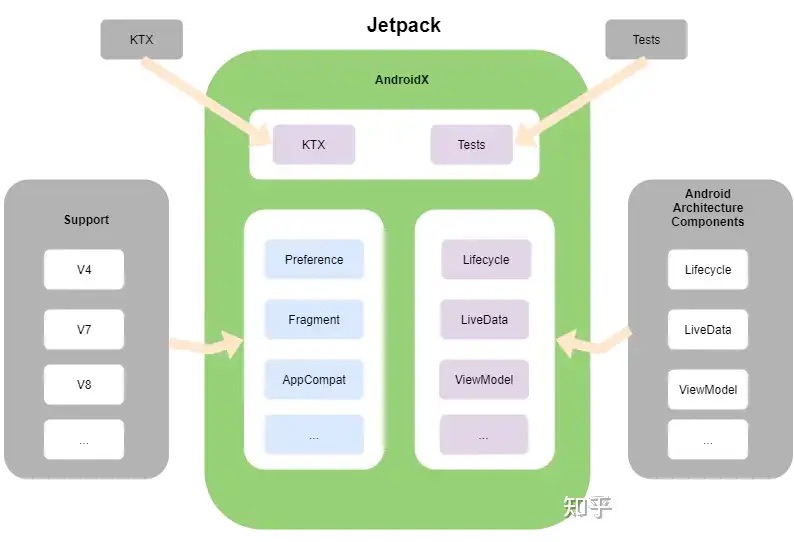 Jetpack
KTX
Tests
AndroidX
KTX
Tests
Support
V4
V7
V8
...
Preference
Fragment
AppCompat
...
Lifecycle
LiveData
ViewModel
...
Android
Architecture
Components
Lifecycle
LiveData
ViewModel
...
知乎